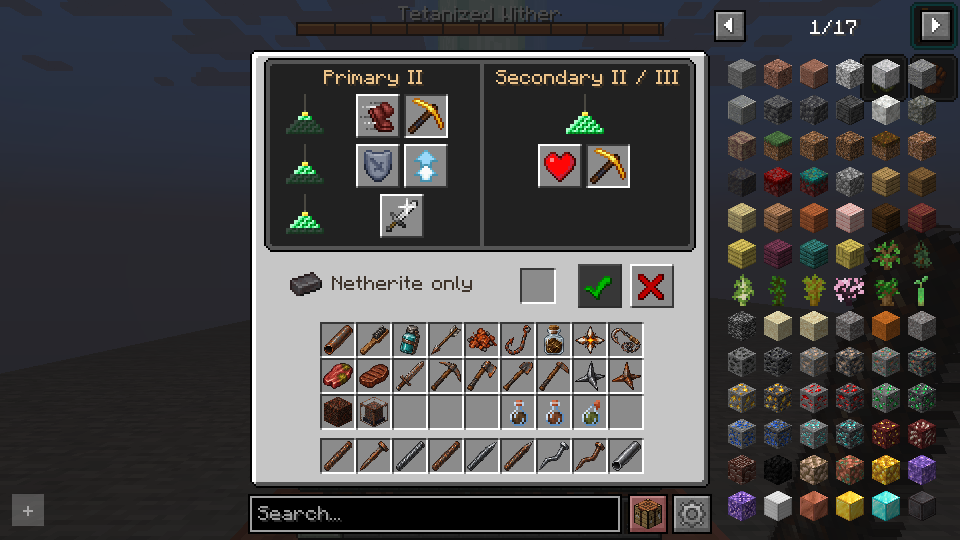 Tetanized Wither
1/17
Primary II
Secondary II / III
Netherite only
Search...